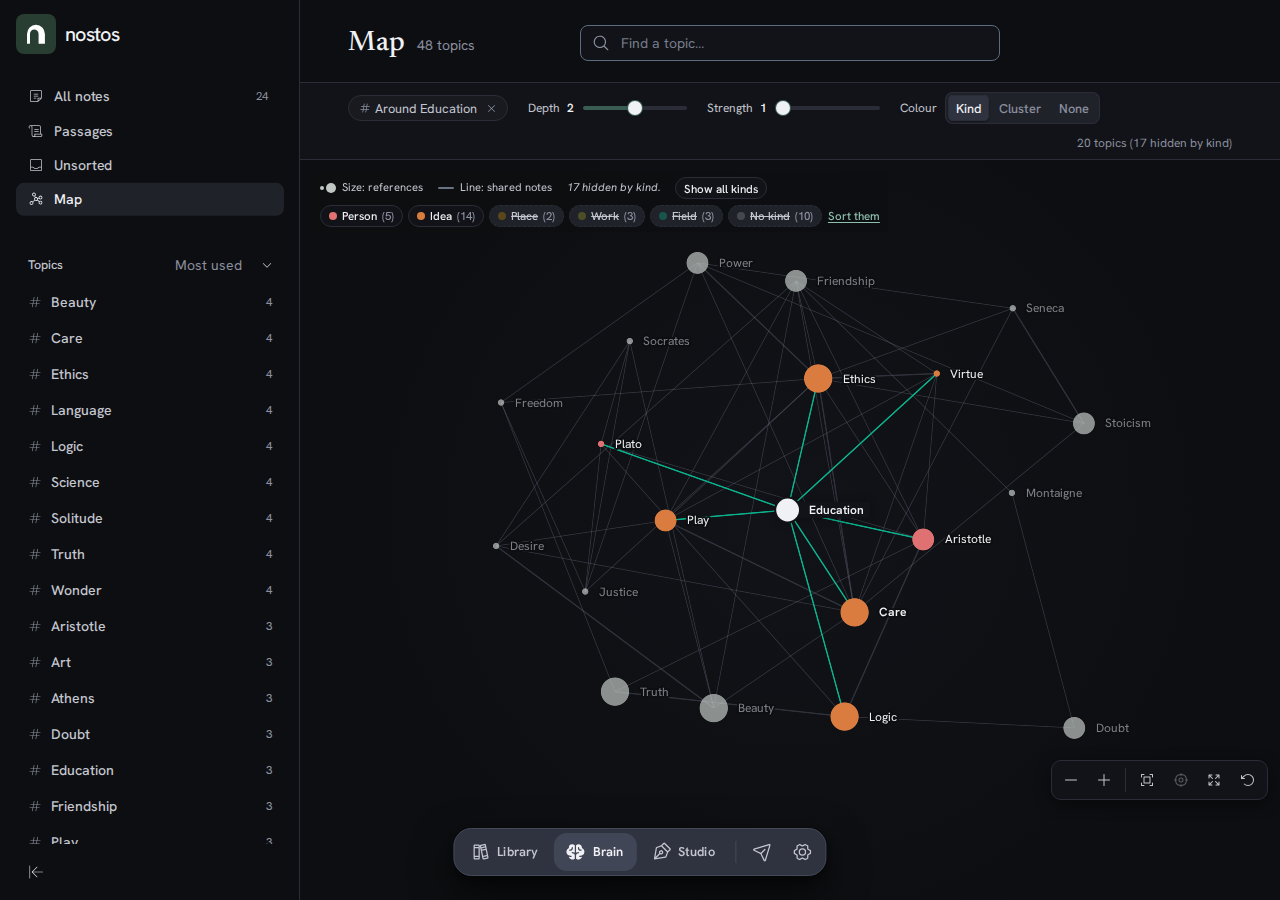 nostos
All notes 24
Passages
Unsorted
Map
Topics Most used
# Beauty 4
# Care 4
# Ethics 4
# Language 4
# Logic 4
# Science 4
# Solitude 4
# Truth 4
# Wonder 4
# Aristotle 3
# Art 3
# Athens 3
# Doubt 3
# Education 3
# Friendship 3
# Play 3
Map 48 topics
Find a topic...
# Around Education Depth 2 Strength 1 Colour Kind Cluster None
20 topics (17 hidden by kind)
Size: references Line: shared notes 17 hidden by kind. Show all kinds
Person (5) Idea (14) Place (2) Work (3) Field (3) No kind (10) Sort them
Power
Friendship
Seneca
Socrates
Ethics
Virtue
Freedom
Stoicism
Plato
Montaigne
Education
Play
Aristotle
Desire
Justice
Care
Truth
Beauty
Logic
Doubt
Library Brain Studio